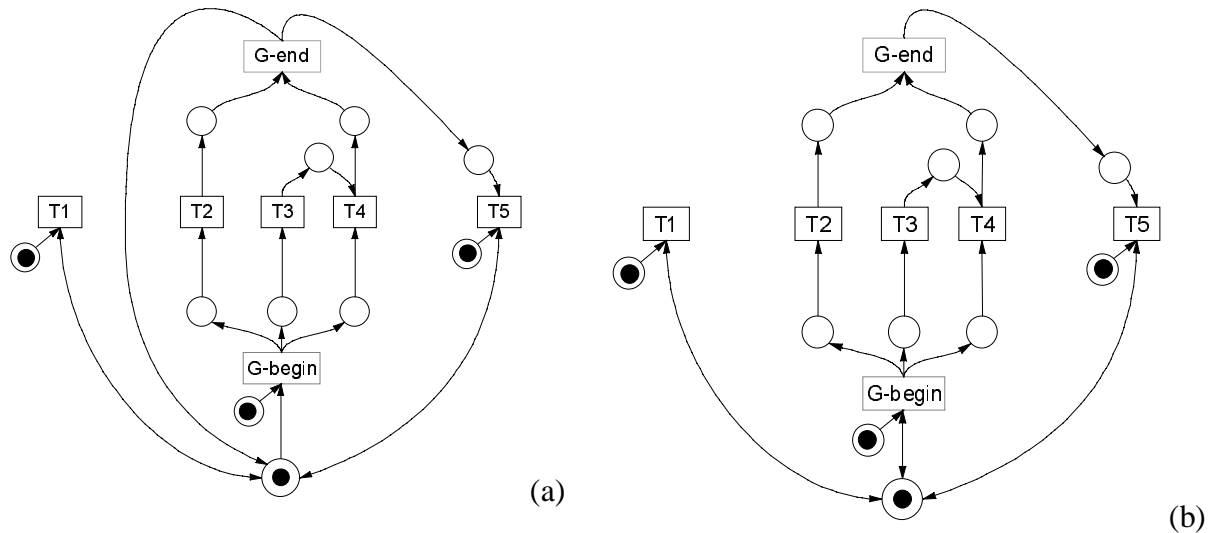 G-end
T1
T2
T3
T4
T5
G-begin
(a)
G-end
T1
T2
T3
T4
T5
G-begin
(b)